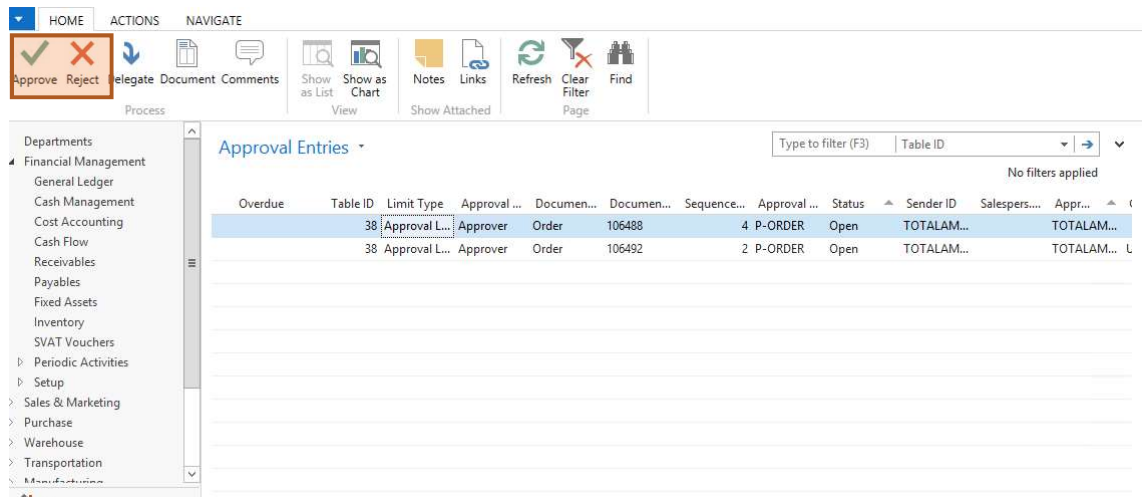 HOME ACTIONS NAVIGATE
Approve Reject Delegate Document Comments Show as List Show as Chart Notes Links Refresh Clear Filter Find
Process View Show Attached Page
Departments
Financial Management
General Ledger
Cash Management
Cost Accounting
Cash Flow
Receivables
Payables
Fixed Assets
Inventory
SVAT Vouchers
Periodic Activities
Setup
Sales & Marketing
Purchase
Warehouse
Transportation
Manufacturing
Approval Entries
Type to filter (F3) Table ID
No filters applied
Overdue Table ID Limit Type Approval ... Documen... Documen... Sequence... Approval ... Status Sender ID Salespers.... Appr...
38 Approval L... Approver Order 106488 4 P-ORDER Open TOTALAM... TOTALAM...
38 Approval L... Approver Order 106492 2 P-ORDER Open TOTALAM... TOTALAM... U